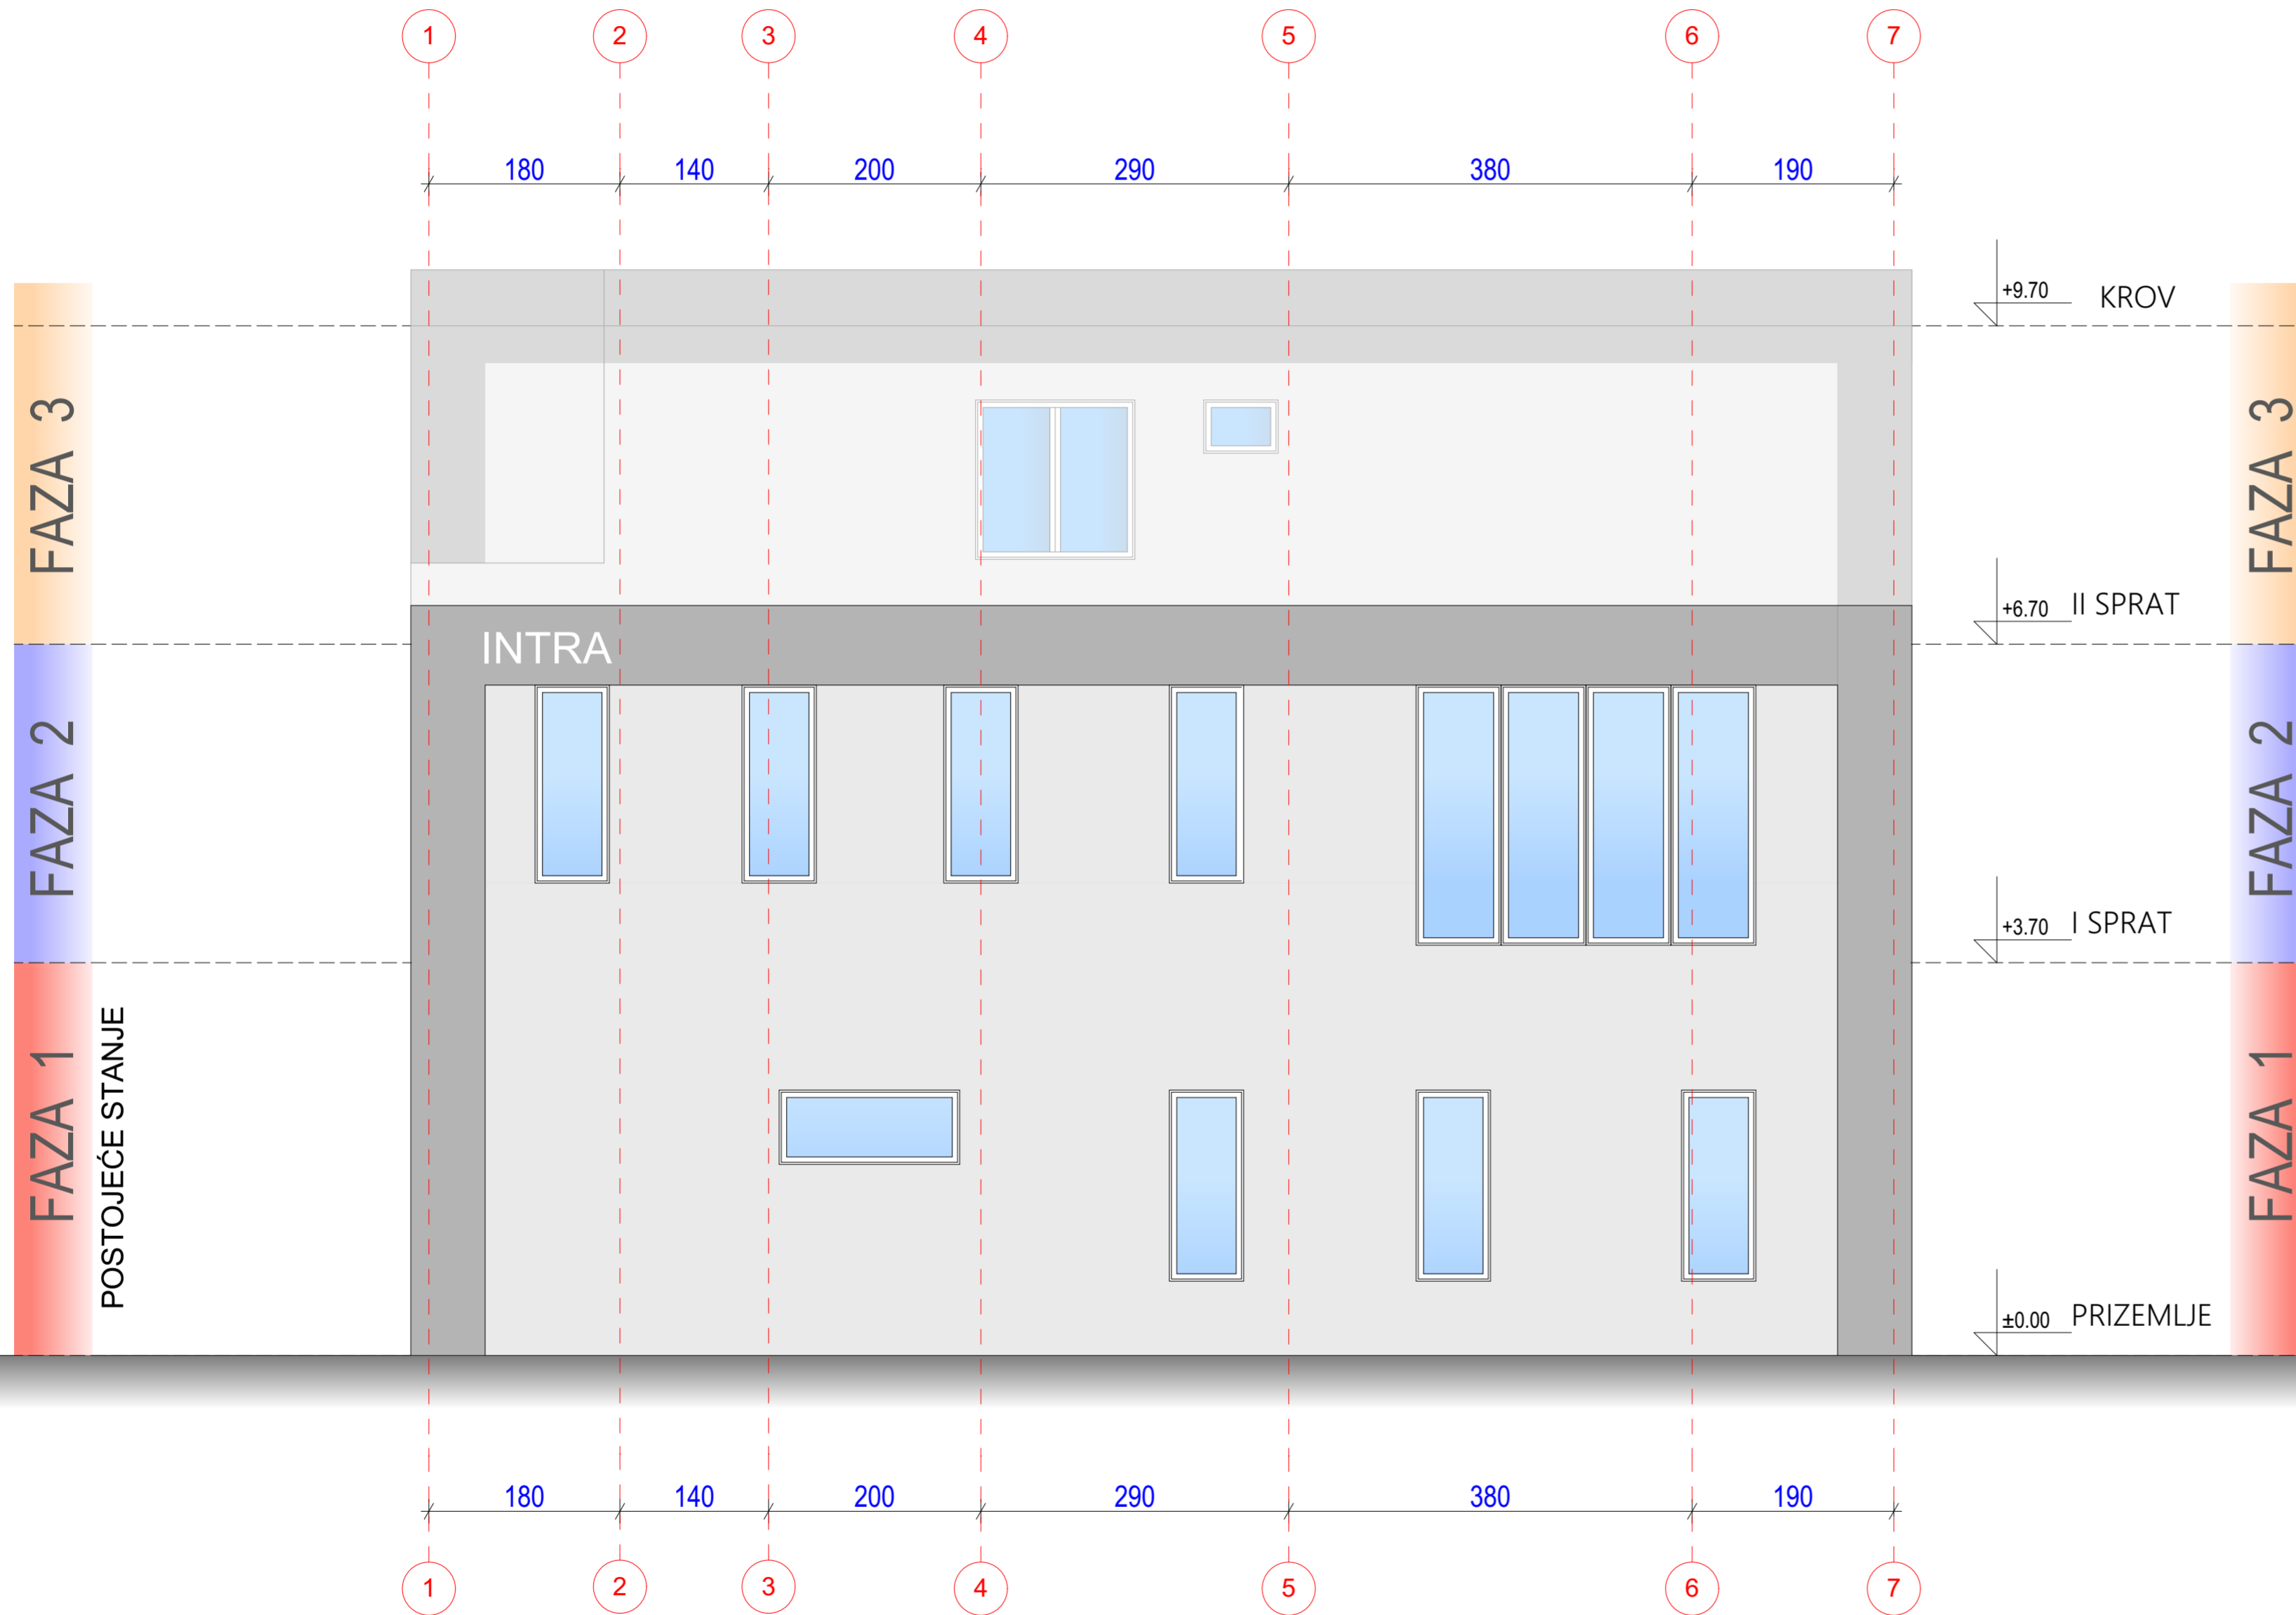 1 2 3 4 5 6 7
180 140 200 290 380 190
+9.70 KROV
FAZA 3
FAZA 3
+6.70 II SPRAT
INTRA
FAZA 2
FAZA 2
+3.70 I SPRAT
FAZA 1
POSTOJEĆE STANJE
FAZA 1
±0.00 PRIZEMLJE
180 140 200 290 380 190
1 2 3 4 5 6 7